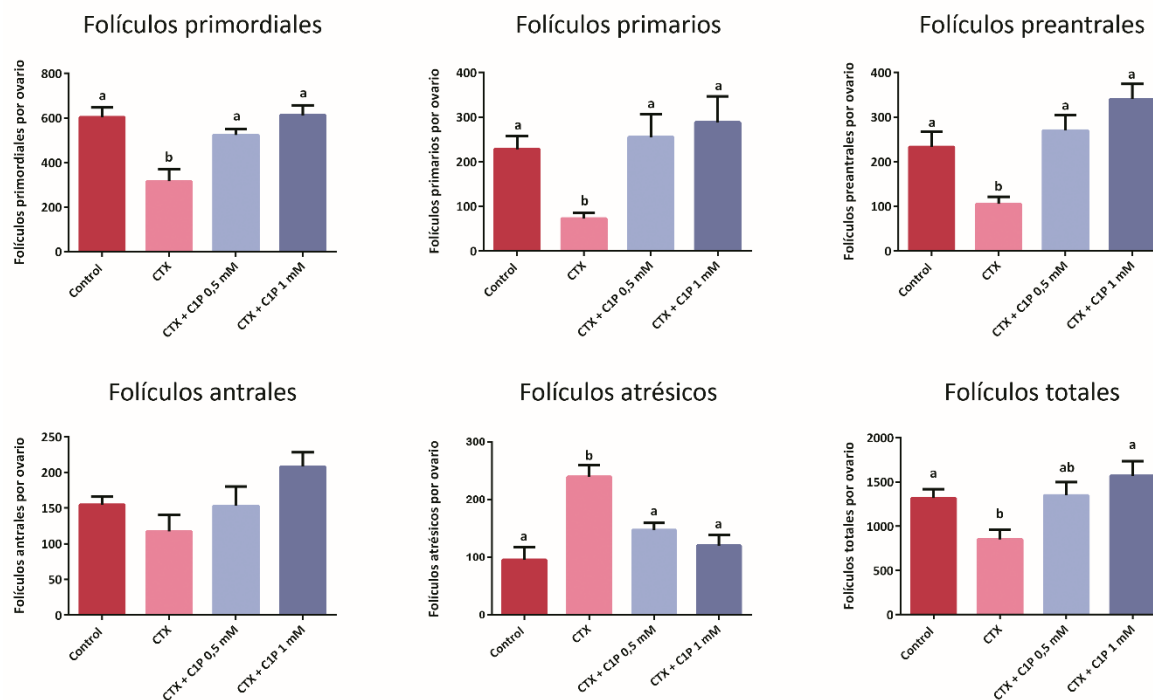 Folículos primordiales
Folículos primordiales por ovario
800
600
400
200
0
a
b
a
a
Control
CTX
CTX + C1P 0,5 mM
CTX + C1P 1 mM
Folículos primarios
Folículos primarios por ovario
400
300
200
100
0
a
b
a
a
Control
CTX
CTX + C1P 0,5 mM
CTX + C1P 1 mM
Folículos preantrales
Folículos preantrales por ovario
400
300
200
100
0
a
b
a
a
Control
CTX
CTX + C1P 0,5 mM
CTX + C1P 1 mM
Folículos antrales
Folículos antrales por ovario
250
200
150
100
50
0
Control
CTX
CTX + C1P 0,5 mM
CTX + C1P 1 mM
Folículos atrésicos
Folículos atrésicos por ovario
300
200
100
0
a
b
a
a
Control
CTX
CTX + C1P 0,5 mM
CTX + C1P 1 mM
Folículos totales
Folículos totales por ovario
2000
1500
1000
500
0
a
b
ab
a
Control
CTX
CTX + C1P 0,5 mM
CTX + C1P 1 mM